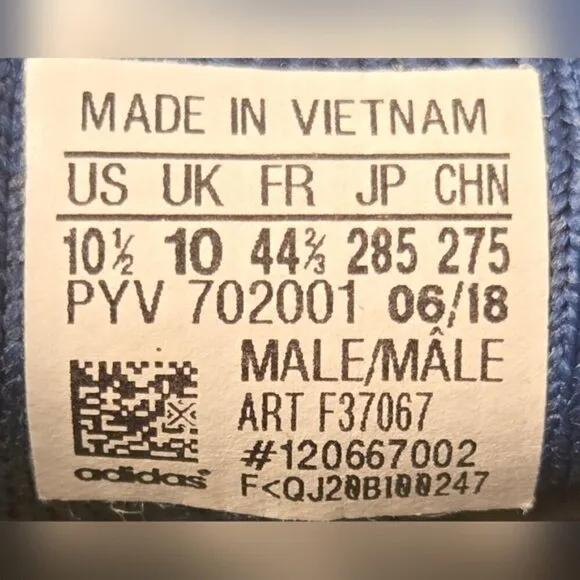 MADE IN VIETNAM
US UK FR JP CHN
10½ 10 44⅔ 285 275
PYV 702001 06/18
MALE/MÂLE
ART F37067
#120667002
F<QJ20BI00247
adidas